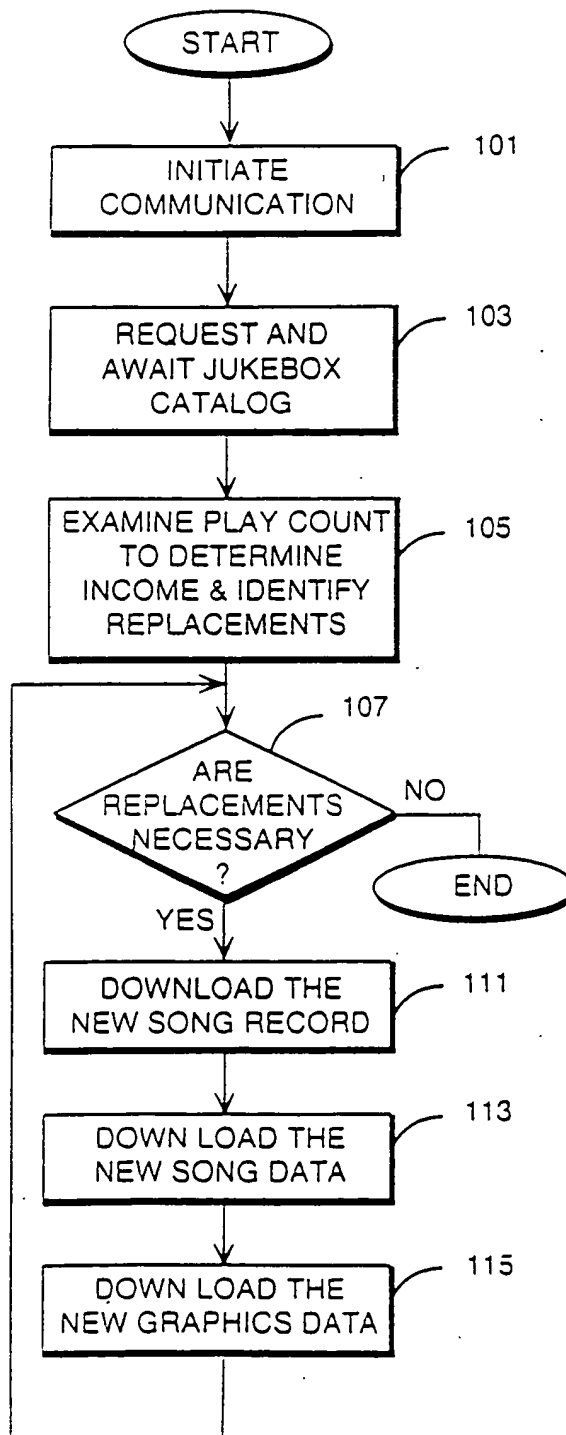 START
101
INITIATE
COMMUNICATION
103
REQUEST AND
AWAIT JUKEBOX
CATALOG
105
EXAMINE PLAY COUNT
TO DETERMINE
INCOME & IDENTIFY
REPLACEMENTS
107
ARE
REPLACEMENTS
NECESSARY
?
NO
END
YES
111
DOWNLOAD THE
NEW SONG RECORD
113
DOWN LOAD THE
NEW SONG DATA
115
DOWN LOAD THE
NEW GRAPHICS DATA